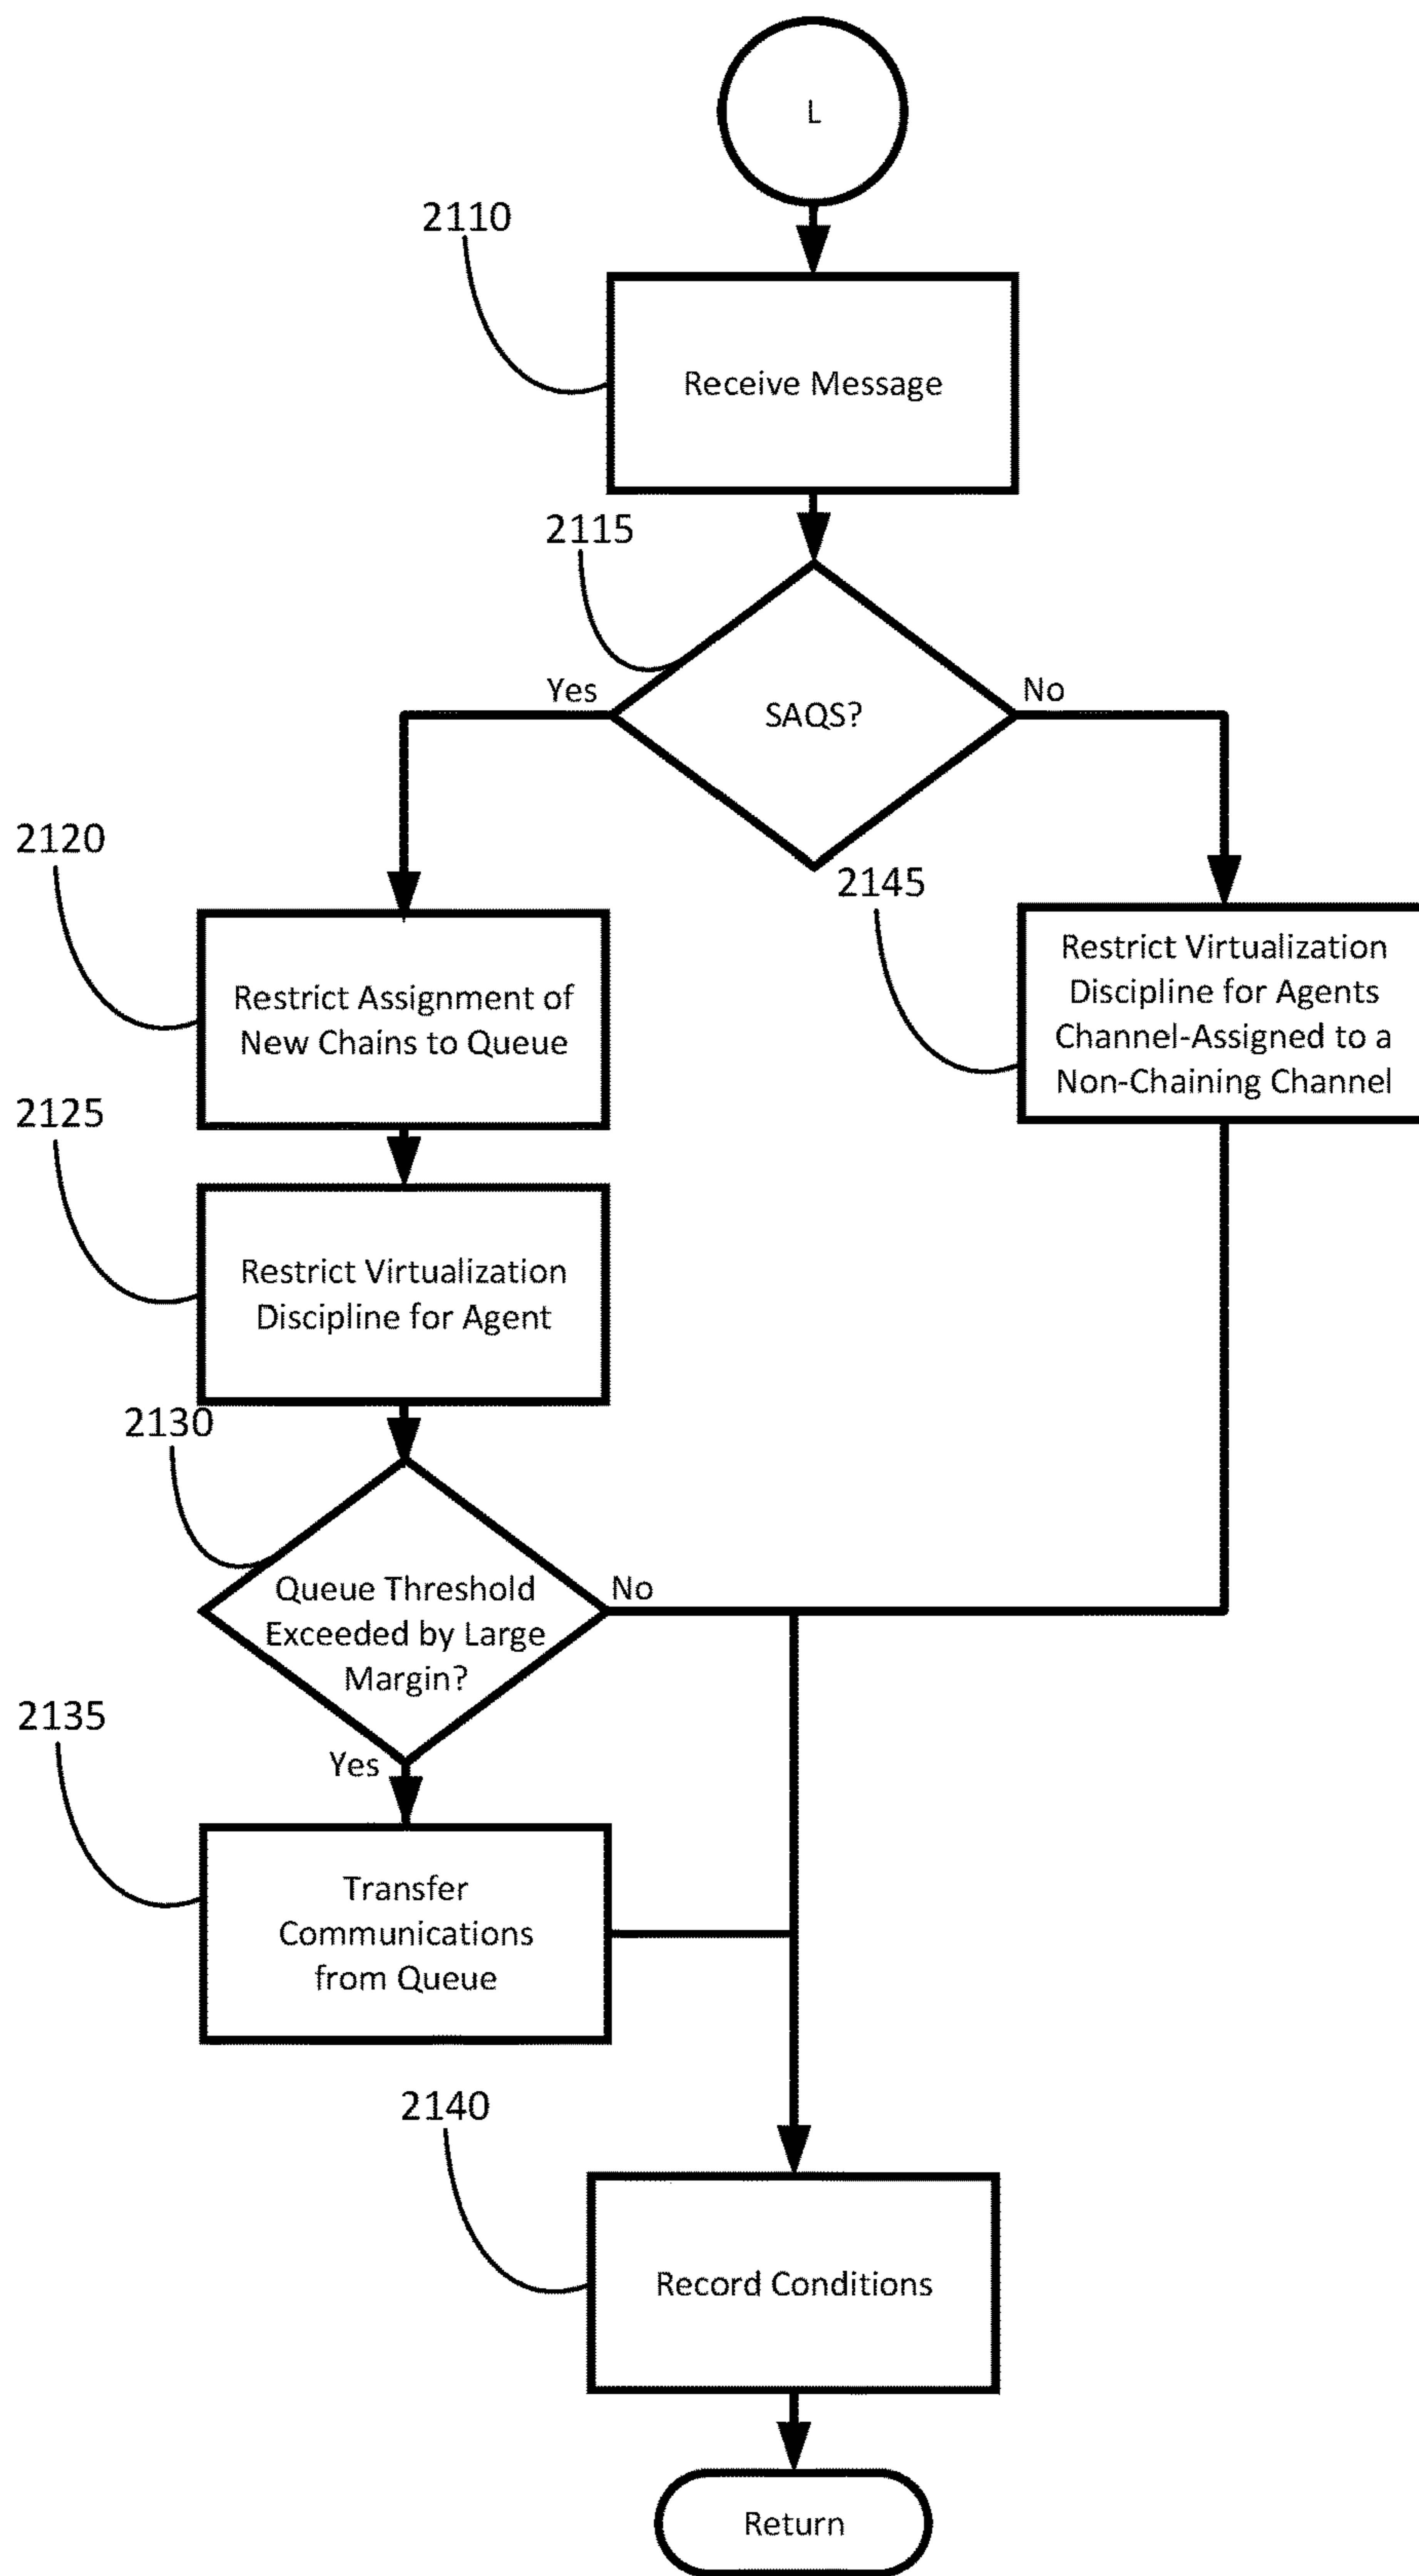 L
2110
Receive Message
2115
Yes
No
SAQS?
2120
2145
Restrict Assignment of
New Chains to Queue
Restrict Virtualization
Discipline for Agents
Channel-Assigned to a
Non-Chaining Channel
2125
Restrict Virtualization
Discipline for Agent
2130
Queue Threshold
Exceeded by Large
Margin?
No
2135
Yes
Transfer
Communications
from Queue
2140
Record Conditions
Return